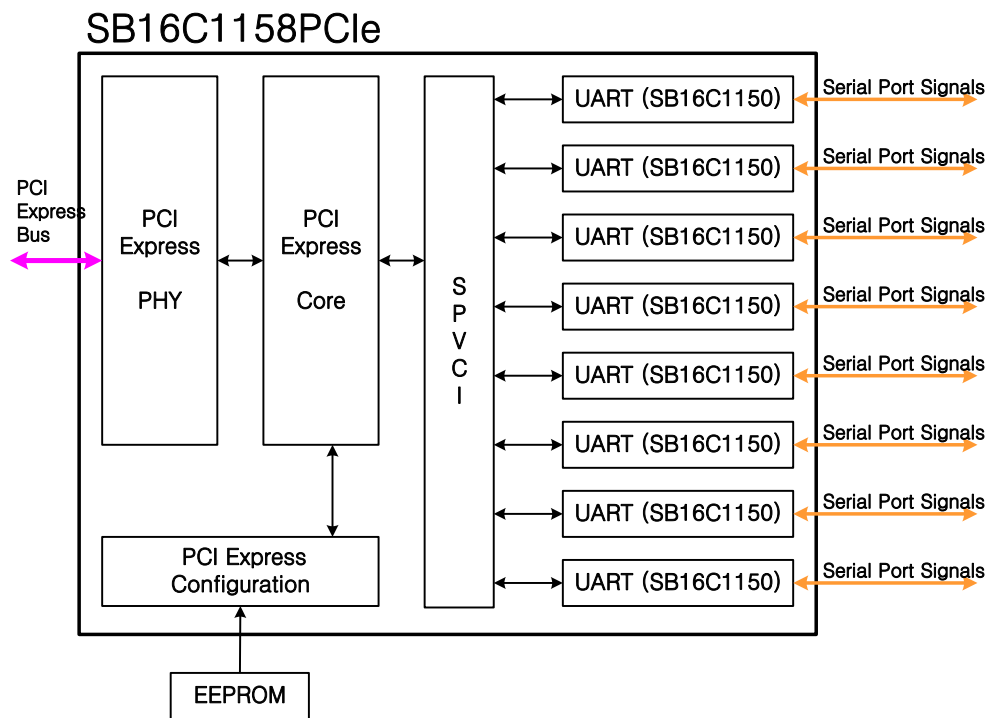 SB16C1158PCIe
PCI
Express
Bus
PCI
Express
PHY
PCI
Express
Core
S
P
V
C
I
UART (SB16C1150)
Serial Port Signals
UART (SB16C1150)
Serial Port Signals
UART (SB16C1150)
Serial Port Signals
UART (SB16C1150)
Serial Port Signals
UART (SB16C1150)
Serial Port Signals
UART (SB16C1150)
Serial Port Signals
UART (SB16C1150)
Serial Port Signals
UART (SB16C1150)
Serial Port Signals
PCI Express
Configuration
EEPROM